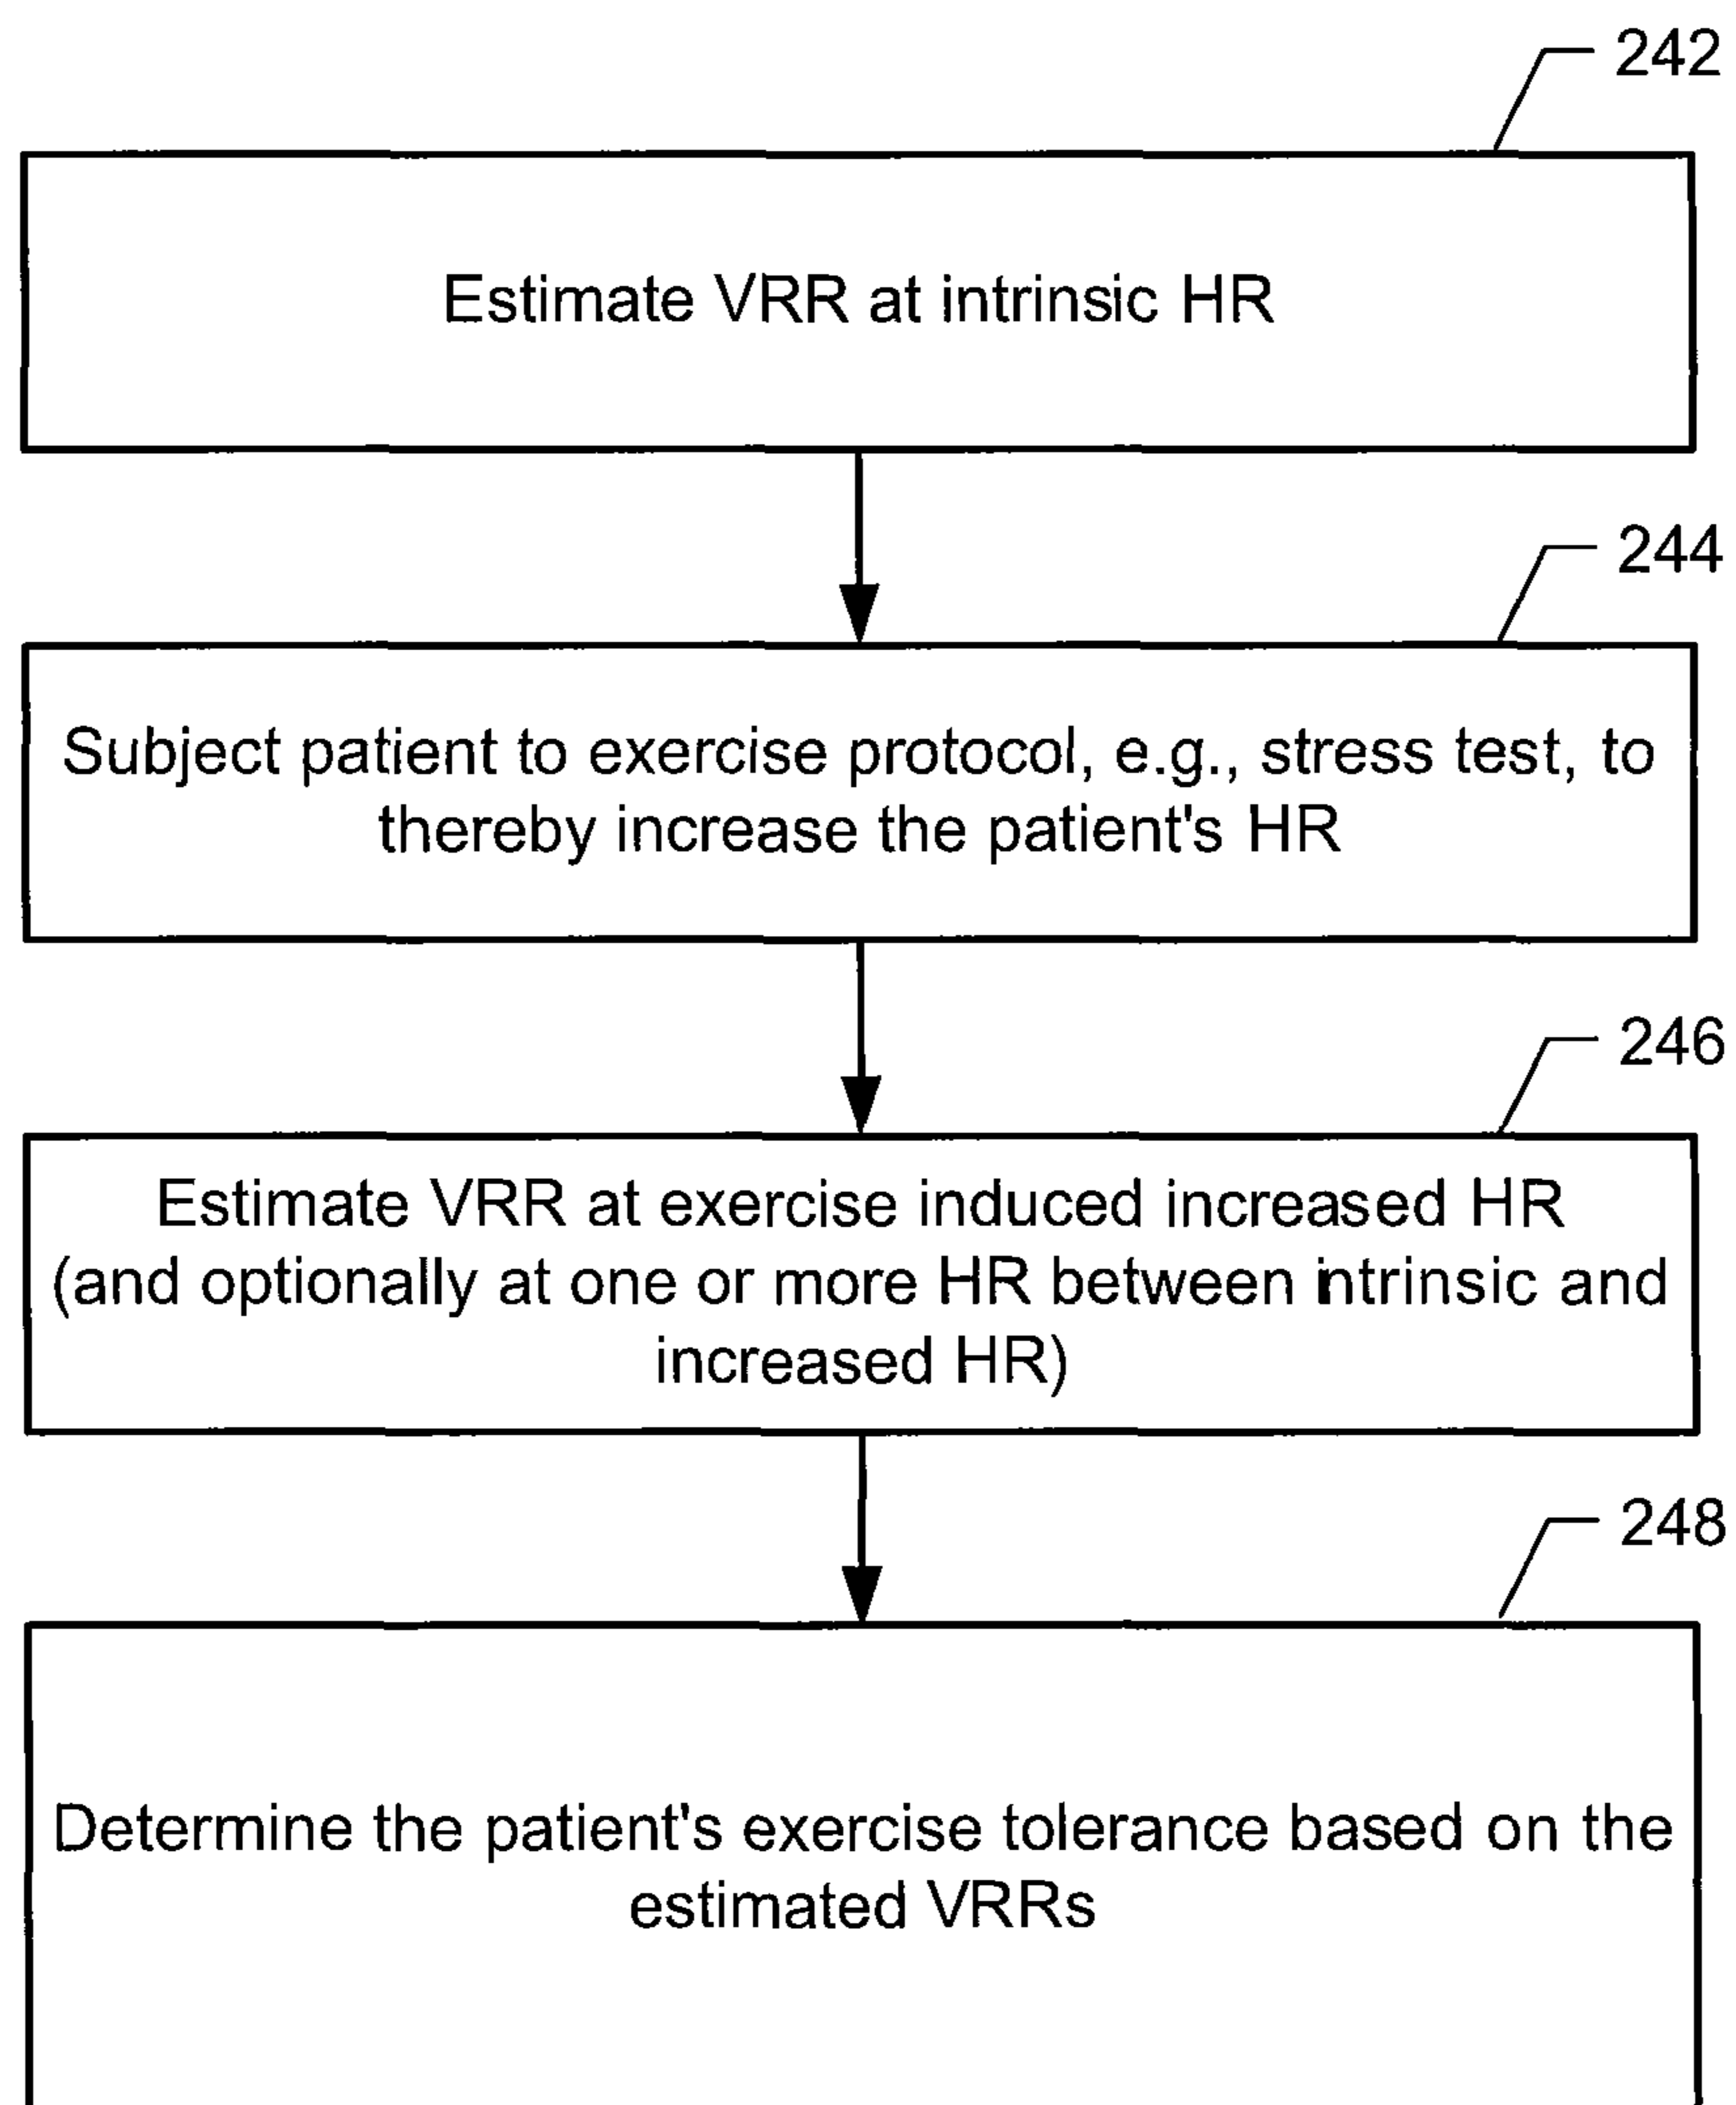 242
Estimate VRR at intrinsic HR
244
Subject patient to exercise protocol, e.g., stress test, to
thereby increase the patient's HR
246
Estimate VRR at exercise induced increased HR
(and optionally at one or more HR between intrinsic and
increased HR)
248
Determine the patient's exercise tolerance based on the
estimated VRRs